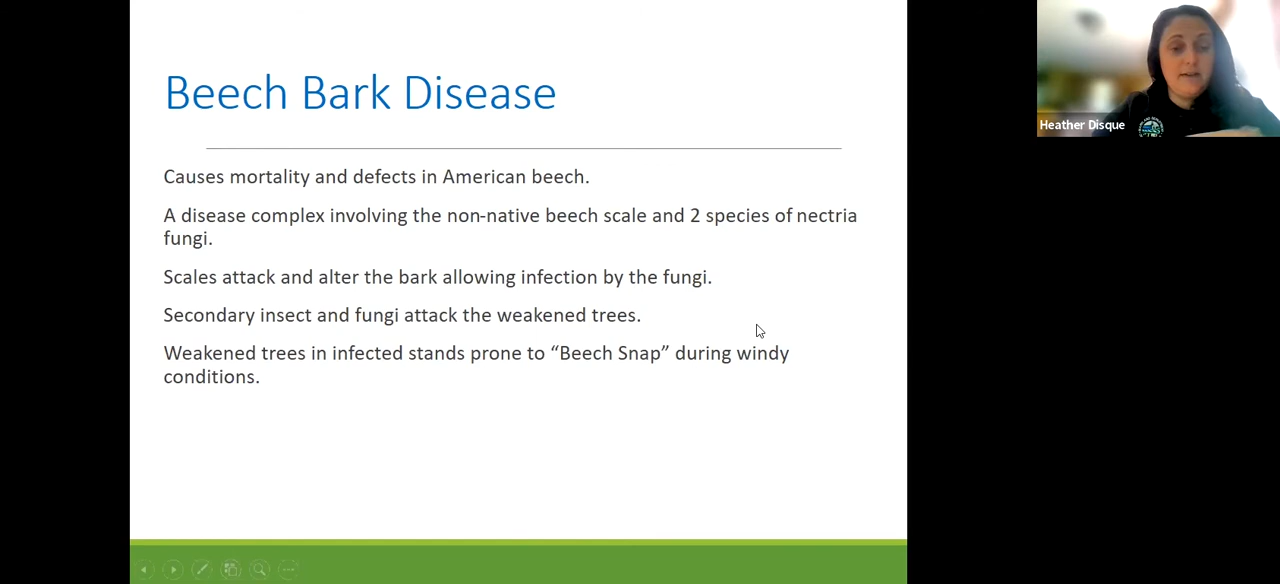 Beech Bark Disease
Causes mortality and defects in American beech.
A disease complex involving the non-native beech scale and 2 species of nectria
fungi.
Scales attack and alter the bark allowing infection by the fungi.
Secondary insect and fungi attack the weakened trees.
Weakened trees in infected stands prone to “Beech Snap” during windy
conditions.
Heather Disque